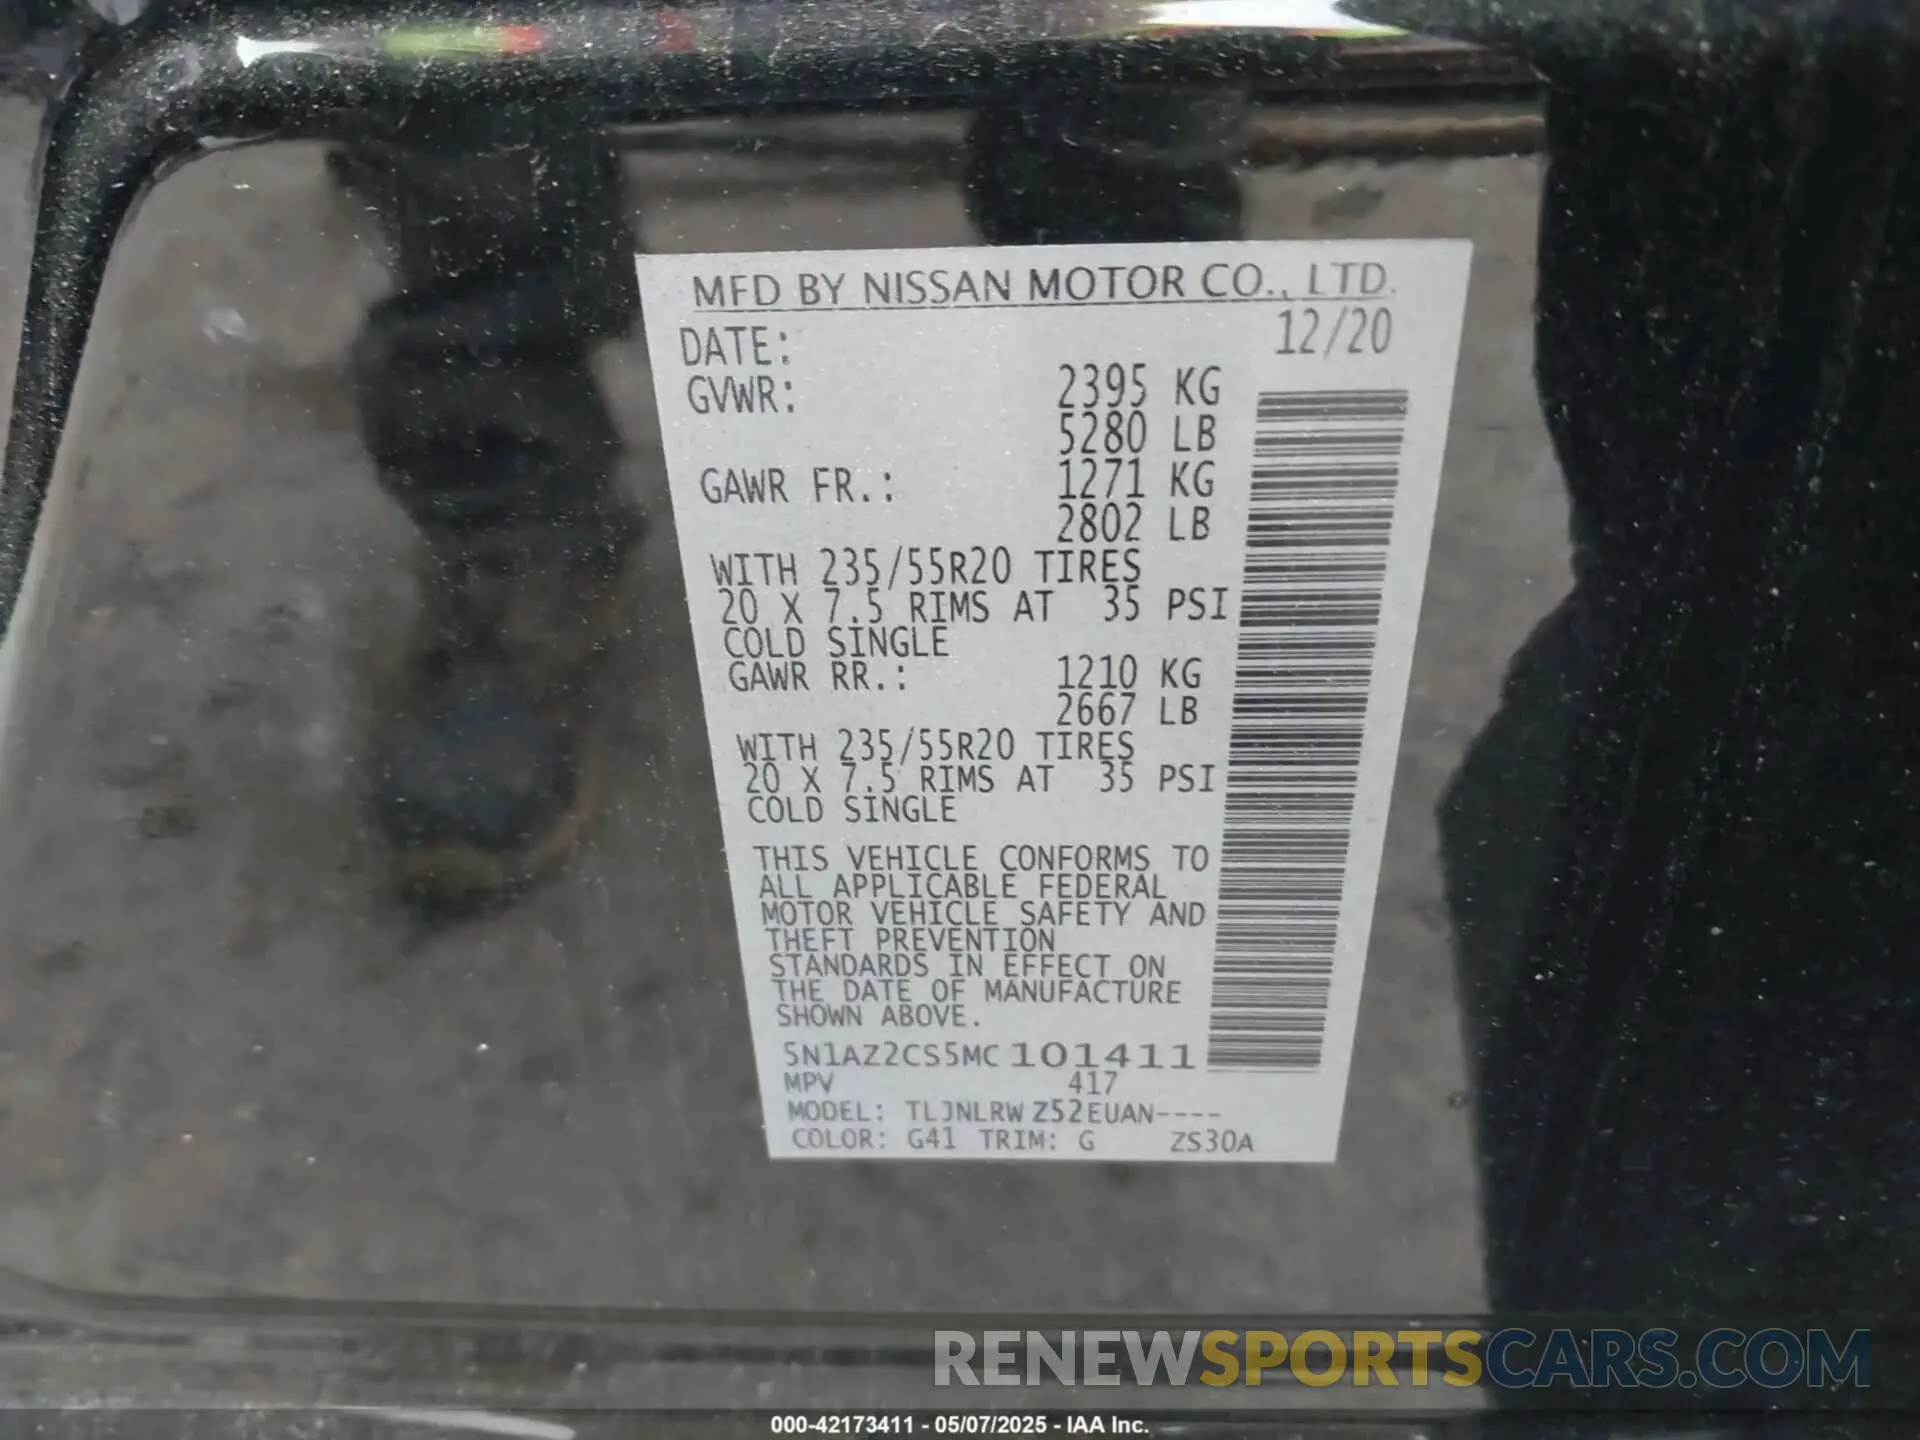 MFD BY NISSAN MOTOR CO., LTD.
DATE: 12/20
GVWR: 2395 KG
5280 LB
GAWR FR.: 1271 KG
2802 LB
WITH 235/55R20 TIRES
20 X 7.5 RIMS AT 35 PSI
COLD SINGLE
GAWR RR.: 1210 KG
2667 LB
WITH 235/55R20 TIRES
20 X 7.5 RIMS AT 35 PSI
COLD SINGLE
THIS VEHICLE CONFORMS TO
ALL APPLICABLE FEDERAL
MOTOR VEHICLE SAFETY AND
THEFT PREVENTION
STANDARDS IN EFFECT ON
THE DATE OF MANUFACTURE
SHOWN ABOVE.
5N1AZ2CS5MC101411
MPV 417
MODEL: TLJNLRW Z52EUAN----
COLOR: G41 TRIM: G ZS30A
RENEWSPORTSCARS.COM
000-42173411 - 05/07/2025 - IAA Inc.